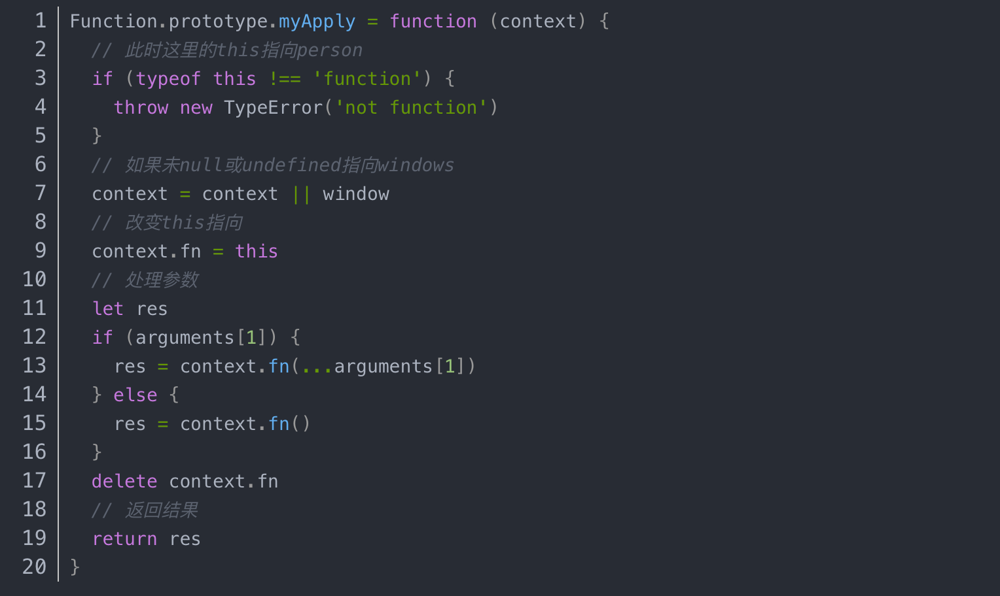 1 Function.prototype.myApply = function (context) {
2   // 此时这里的this指向person
3   if (typeof this !== 'function') {
4     throw new TypeError('not function')
5   }
6   // 如果未null或undefined指向windows
7   context = context || window
8   // 改变this指向
9   context.fn = this
10   // 处理参数
11   let res
12   if (arguments[1]) {
13     res = context.fn(...arguments[1])
14   } else {
15     res = context.fn()
16   }
17   delete context.fn
18   // 返回结果
19   return res
20 }